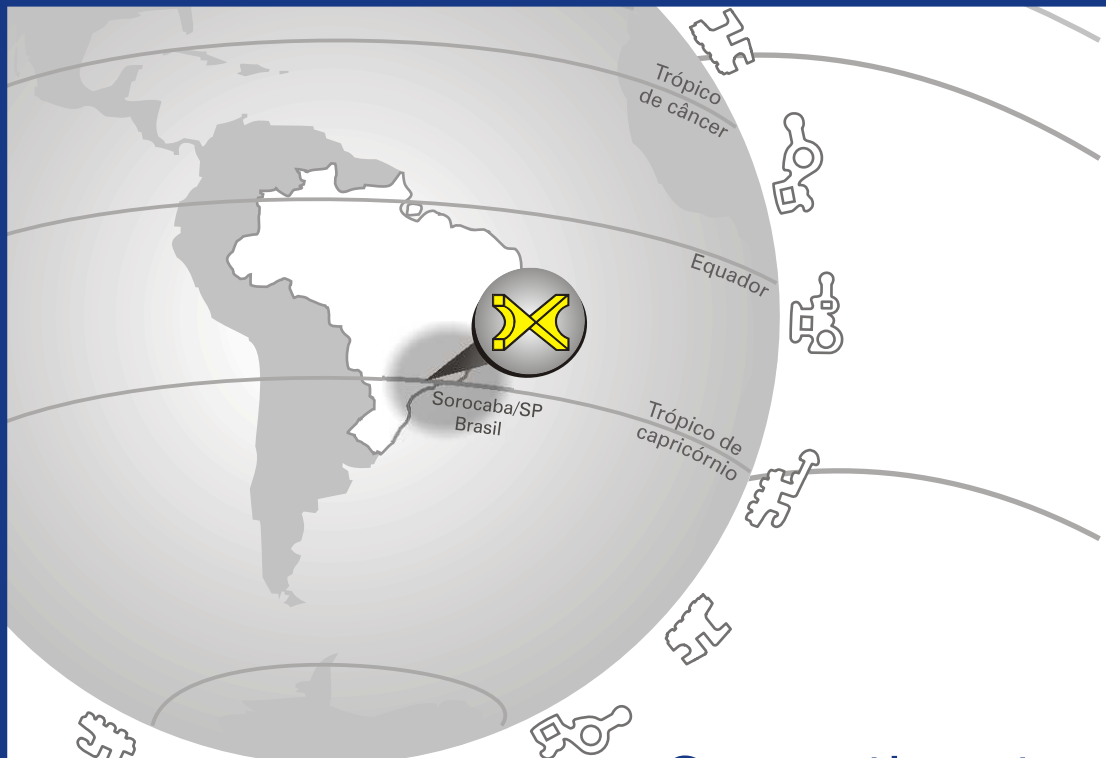 Trópico
de câncer
Equador
Sorocaba/SP
Brasil
Trópico de
capricórnio